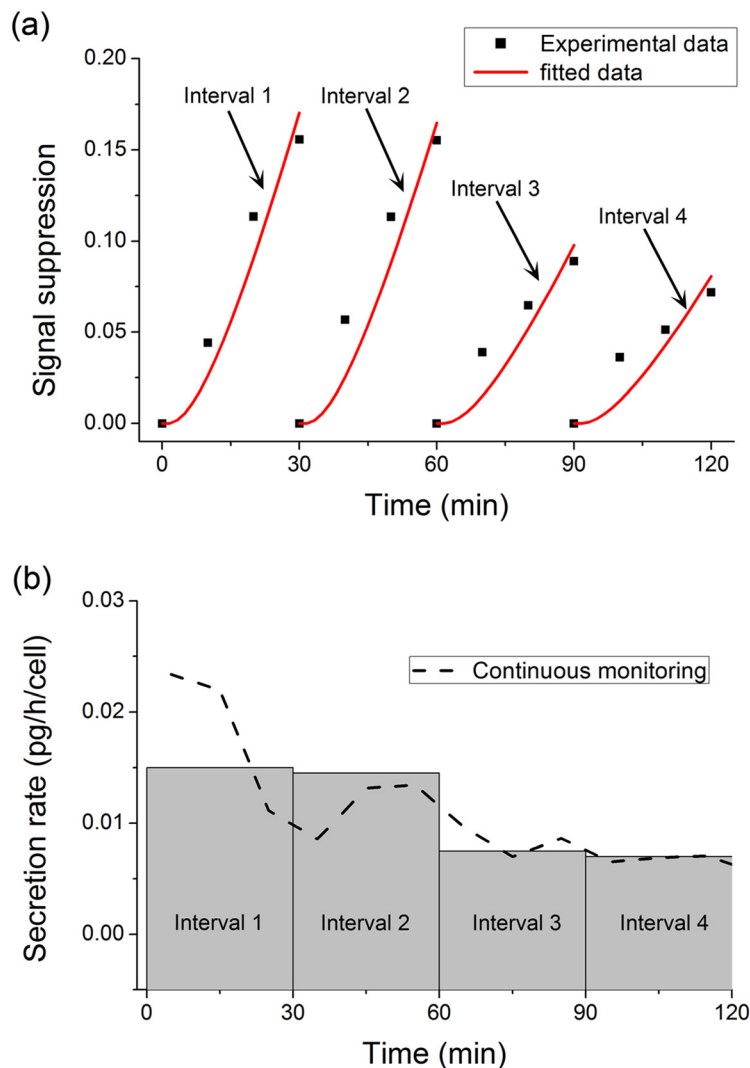 (a)
Experimental data
fitted data
0.20
0.15
0.10
0.05
0.00
Signal suppression
Interval 1
Interval 2
Interval 3
Interval 4
0 30 60 90 120
Time (min)
(b)
0.03
0.02
0.01
0.00
Secretion rate (pg/h/cell)
Continuous monitoring
Interval 1 Interval 2 Interval 3 Interval 4
0 30 60 90 120
Time (min)